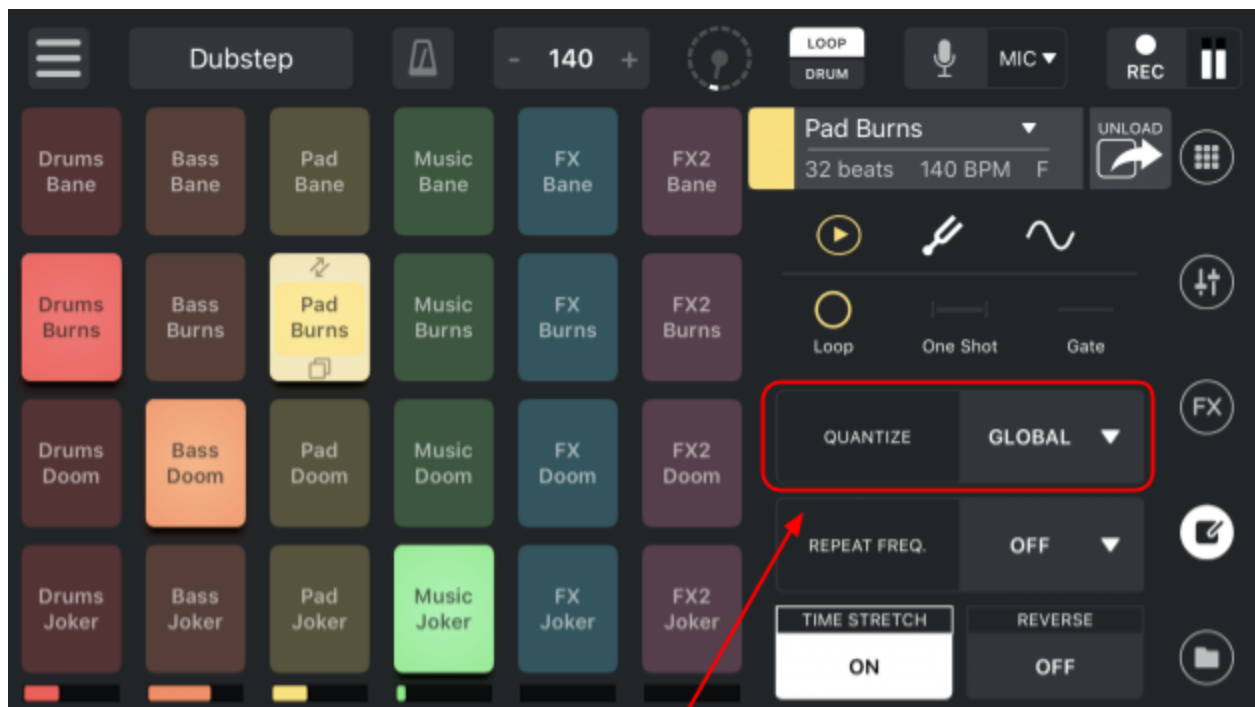 Dubstep
- 140 +
LOOP
DRUM
MIC
REC
Drums
Bane
Bass
Bane
Pad
Bane
Music
Bane
FX
Bane
FX2
Bane
Drums
Burns
Bass
Burns
Pad
Burns
Music
Burns
FX
Burns
FX2
Burns
Drums
Doom
Bass
Doom
Pad
Doom
Music
Doom
FX
Doom
FX2
Doom
Drums
Joker
Bass
Joker
Pad
Joker
Music
Joker
FX
Joker
FX2
Joker
Pad Burns
32 beats 140 BPM F
UNLOAD
Loop
One Shot
Gate
QUANTIZE
GLOBAL
REPEAT FREQ.
OFF
TIME STRETCH
ON
REVERSE
OFF
FX